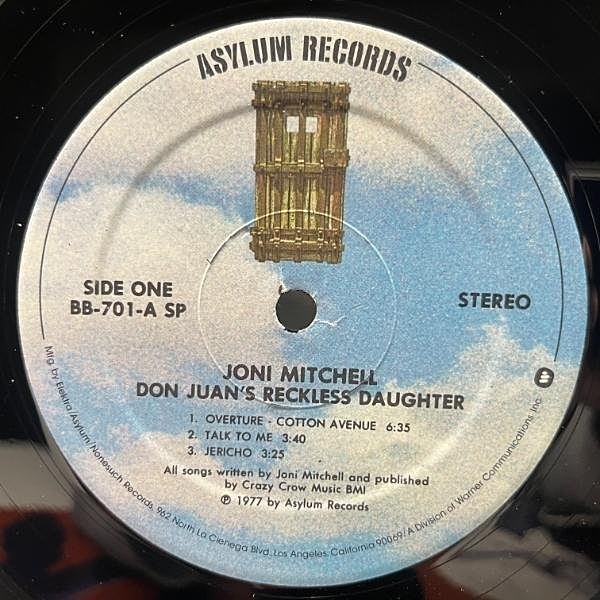 ASYLUM RECORDS
SIDE ONE
BB-701-A SP
STEREO
JONI MITCHELL
DON JUAN'S RECKLESS DAUGHTER
1. OVERTURE - COTTON AVENUE 6:35
2. TALK TO ME 3:40
3. JERICHO 3:25
All songs written by Joni Mitchell and published
by Crazy Crow Music BMI
℗ 1977 by Asylum Records
Mfg. by Elektra/Asylum/Nonesuch Records, 962 North La Cienega Blvd., Los Angeles, California 90069/A Division of Warner Communications Inc.